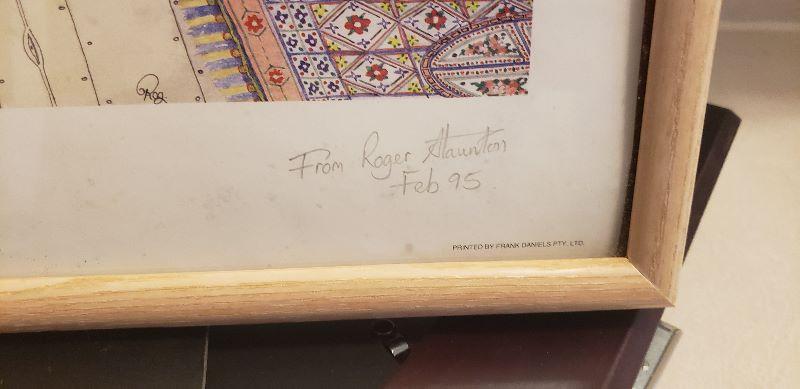 From Roger Staunton
Feb 95
PRINTED BY FRANK DANIELS PTY. LTD.